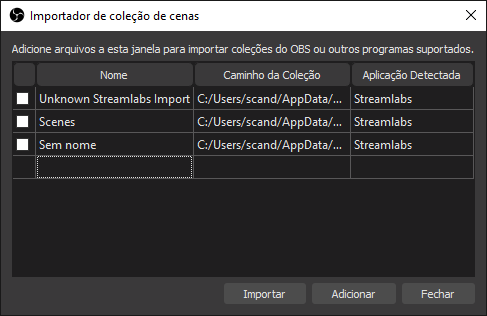 Importador de coleção de cenas
Adicione arquivos a esta janela para importar coleções do OBS ou outros programas suportados.
Nome Caminho da Coleção Aplicação Detectada
Unknown Streamlabs Import C:/Users/scand/AppData/... Streamlabs
Scenes C:/Users/scand/AppData/... Streamlabs
Sem nome C:/Users/scand/AppData/... Streamlabs
Importar Adicionar Fechar